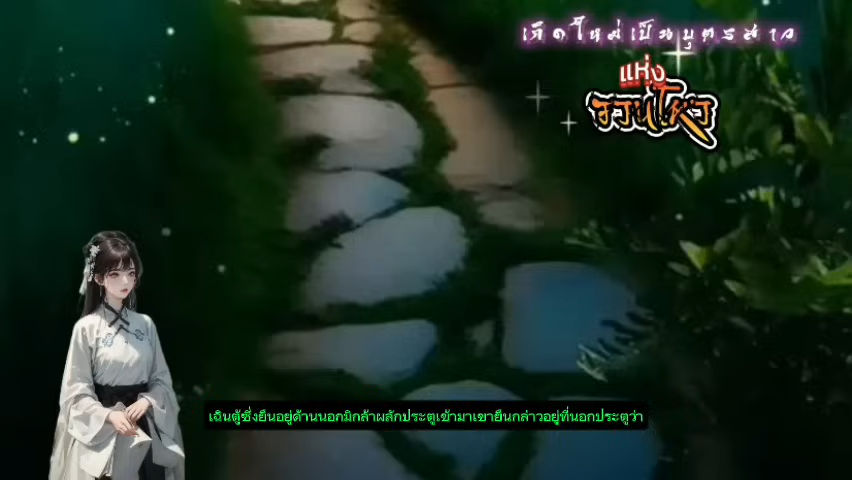 เกิดใหม่เป็นบุตรสาว
แห่ง
จวนโหว
เฉินตู้ซึ่งยืนอยู่ด้านนอกมิกล้าผลักประตูเข้ามาเขายืนกล่าวอยู่ที่นอกประตูว่า